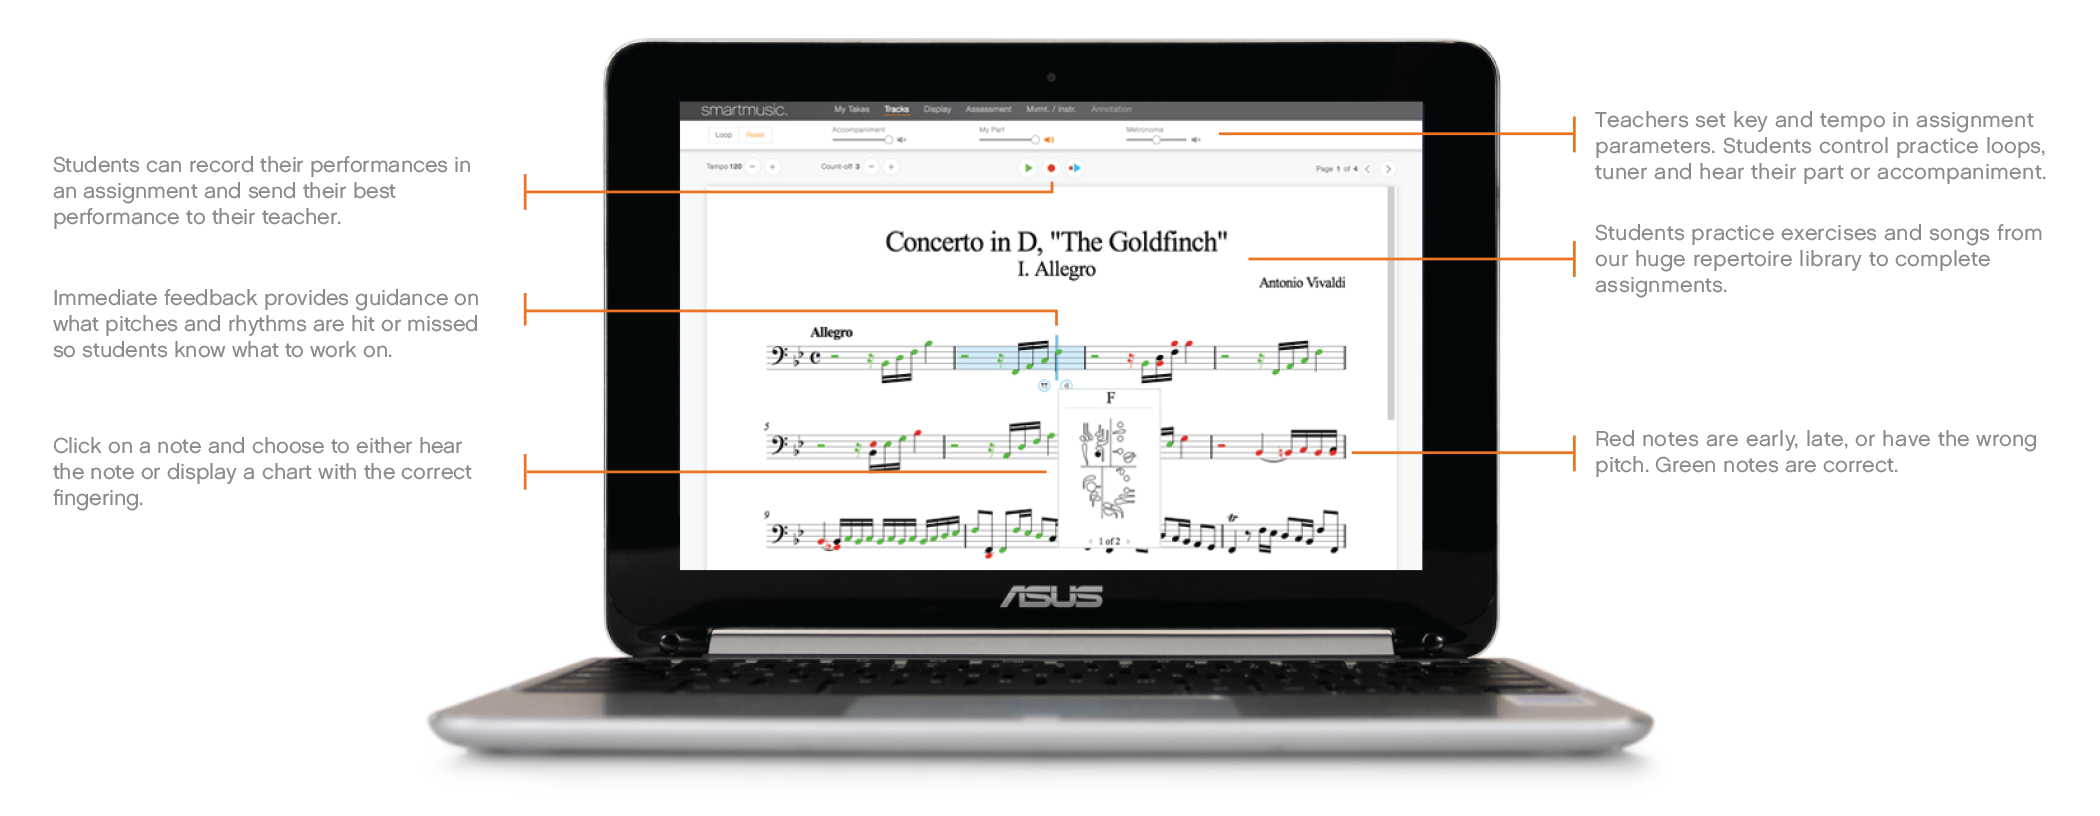 smartmusic.
My Takes Tracks Display Assessment Mvmt. / Instr. Annotation
Loop Reset
Accompaniment
My Part
Metronome
Tempo 120
Count-off 3
Page 1 of 4
Concerto in D, "The Goldfinch"
I. Allegro
Antonio Vivaldi
Allegro
F
5
9
tr
1 of 2
ASUS
Students can record their performances in
an assignment and send their best
performance to their teacher.
Immediate feedback provides guidance on
what pitches and rhythms are hit or missed
so students know what to work on.
Click on a note and choose to either hear
the note or display a chart with the correct
fingering.
Teachers set key and tempo in assignment
parameters. Students control practice loops,
tuner and hear their part or accompaniment.
Students practice exercises and songs from
our huge repertoire library to complete
assignments.
Red notes are early, late, or have the wrong
pitch. Green notes are correct.